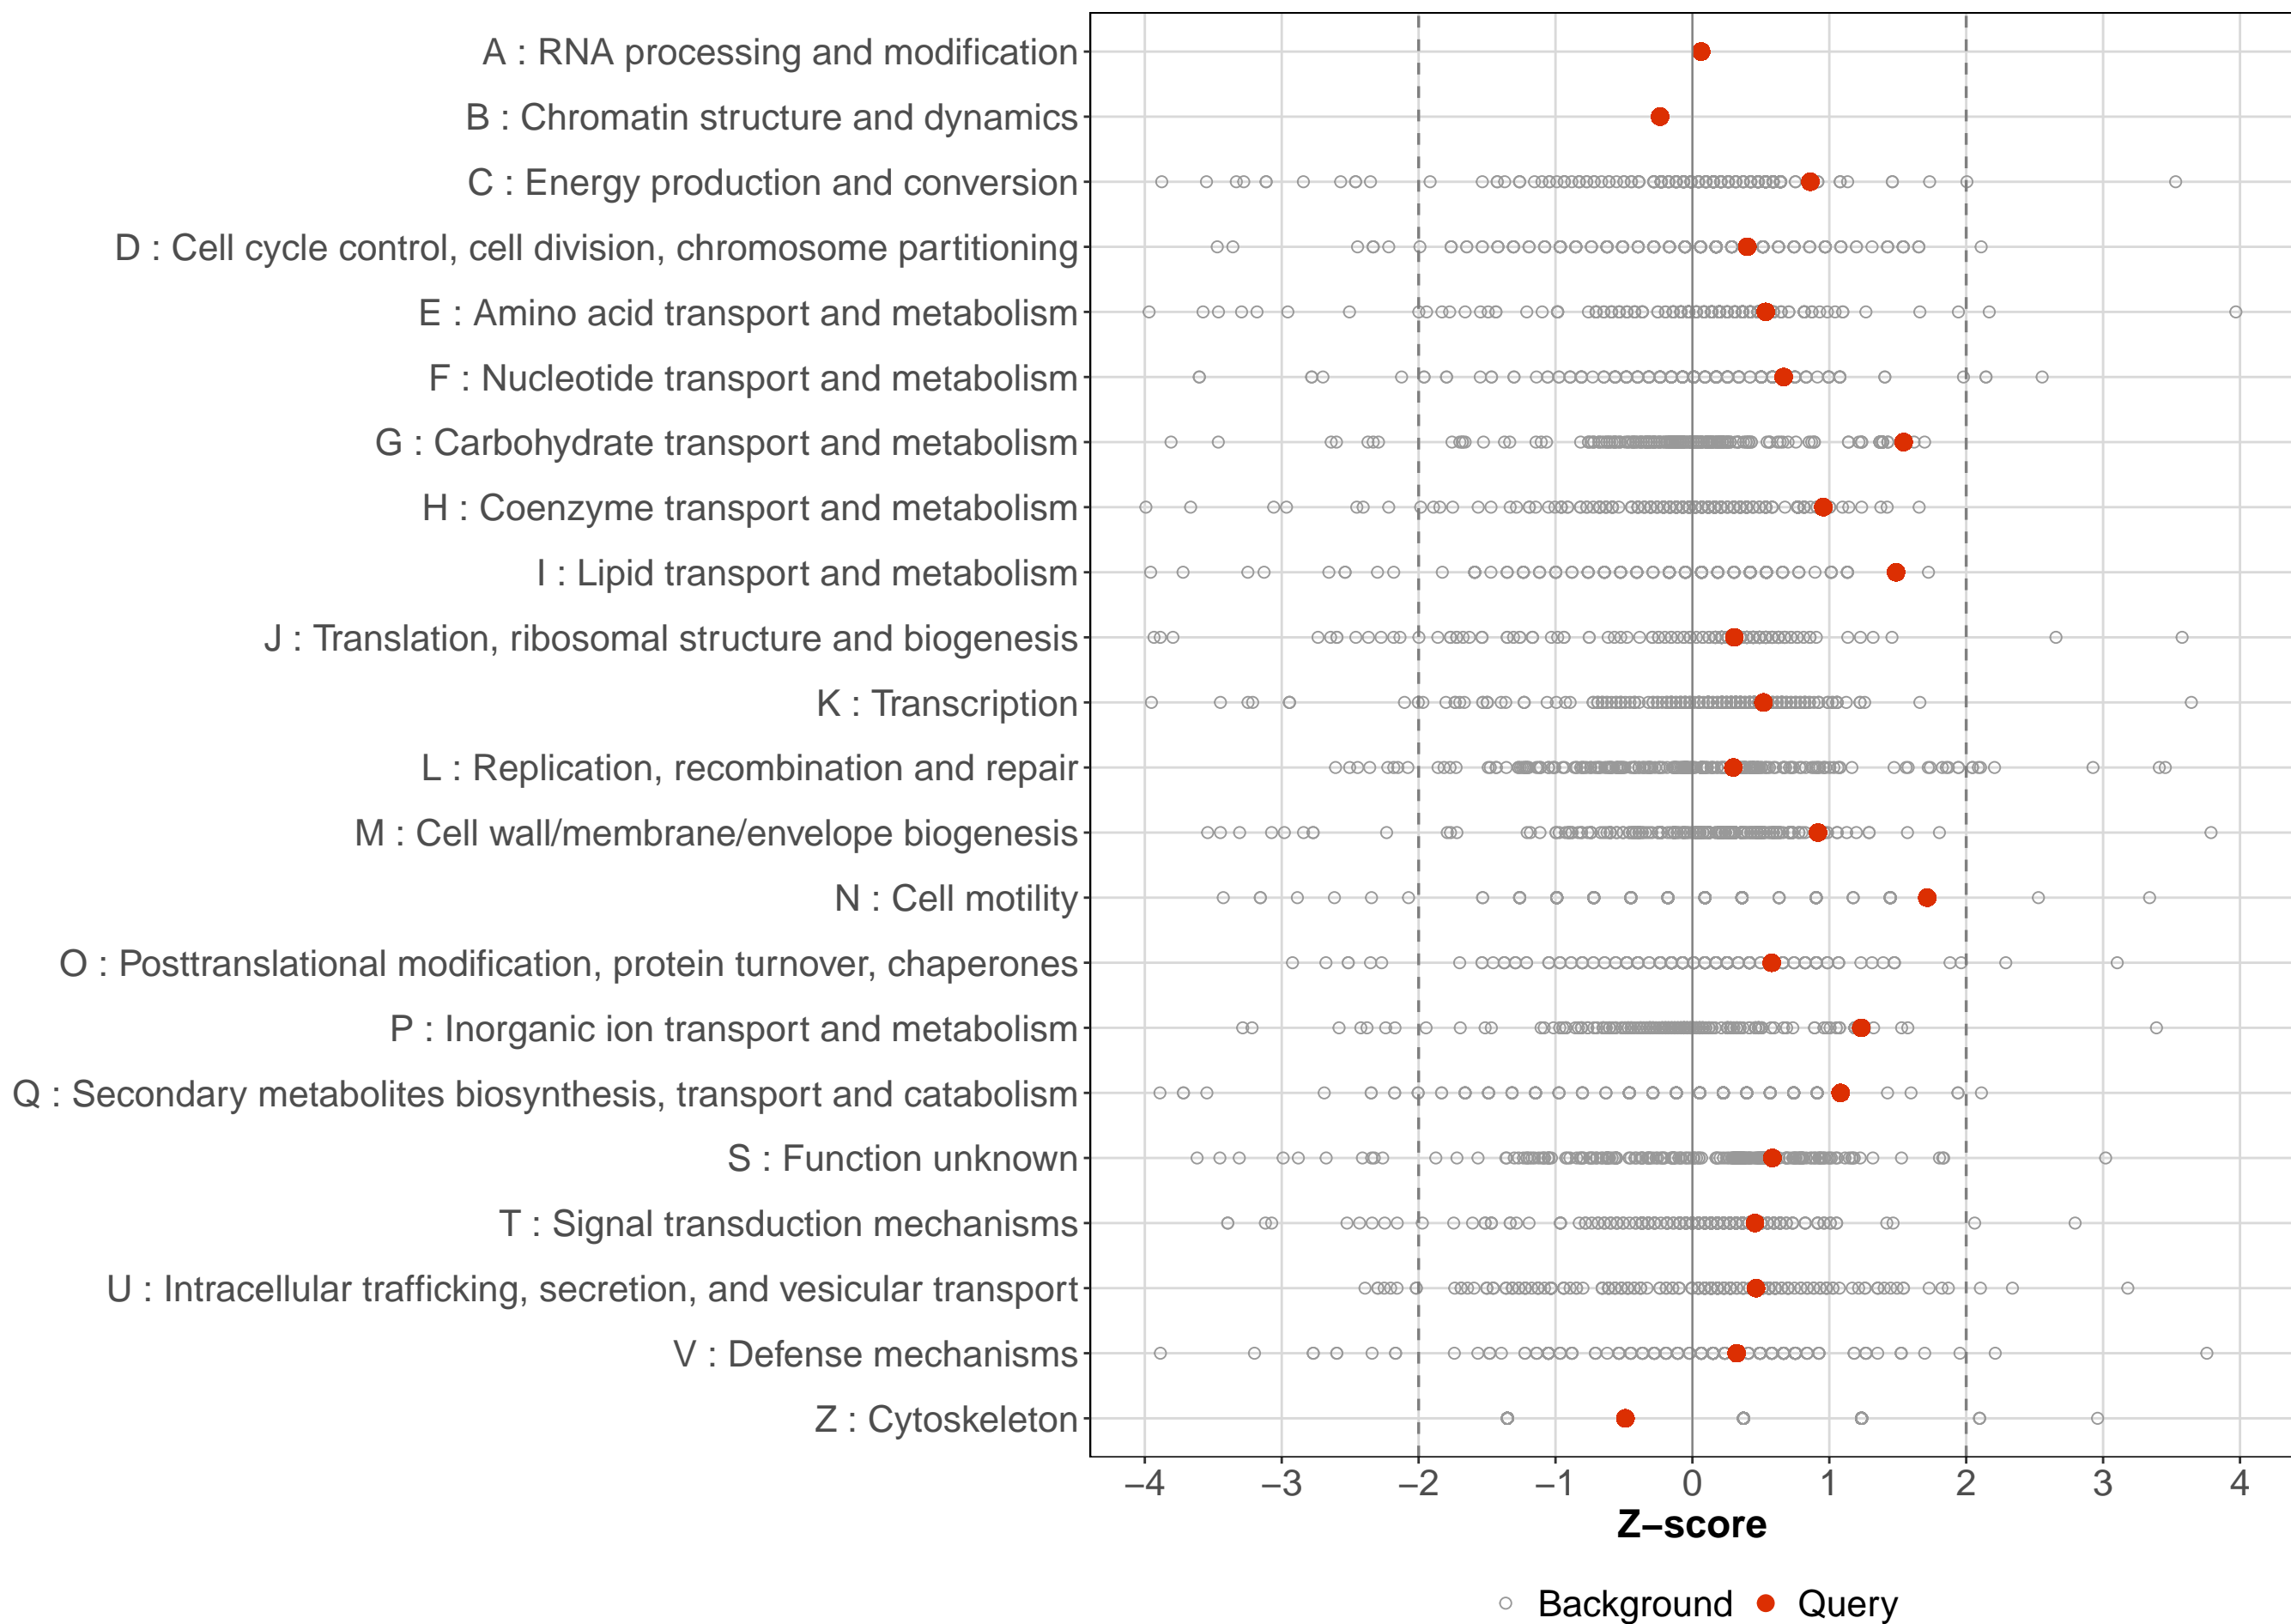 A : RNA processing and modification
B : Chromatin structure and dynamics
C : Energy production and conversion
D : Cell cycle control, cell division, chromosome partitioning
E : Amino acid transport and metabolism
F : Nucleotide transport and metabolism
G : Carbohydrate transport and metabolism
H : Coenzyme transport and metabolism
I : Lipid transport and metabolism
J : Translation, ribosomal structure and biogenesis
K : Transcription
L : Replication, recombination and repair
M : Cell wall/membrane/envelope biogenesis
N : Cell motility
O : Posttranslational modification, protein turnover, chaperones
P : Inorganic ion transport and metabolism
Q : Secondary metabolites biosynthesis, transport and catabolism
S : Function unknown
T : Signal transduction mechanisms
U : Intracellular trafficking, secretion, and vesicular transport
V : Defense mechanisms
Z : Cytoskeleton
−4 −3 −2 −1 0 1 2 3 4
Z−score
Background Query